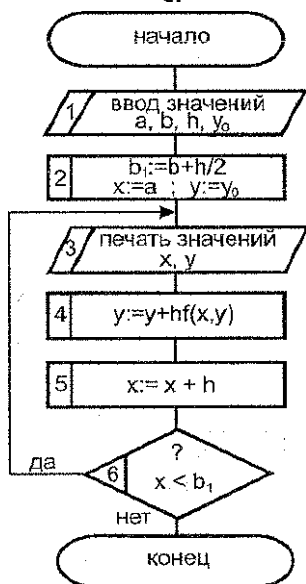 начало
1
ввод значений
a, b, h, y₀
2
b₁:=b+h/2
x:=a ; y:=y₀
3
печать значений
x, y
4
y:=y+hf(x,y)
5
x:= x + h
?
да
6
x < b₁
нет
конец